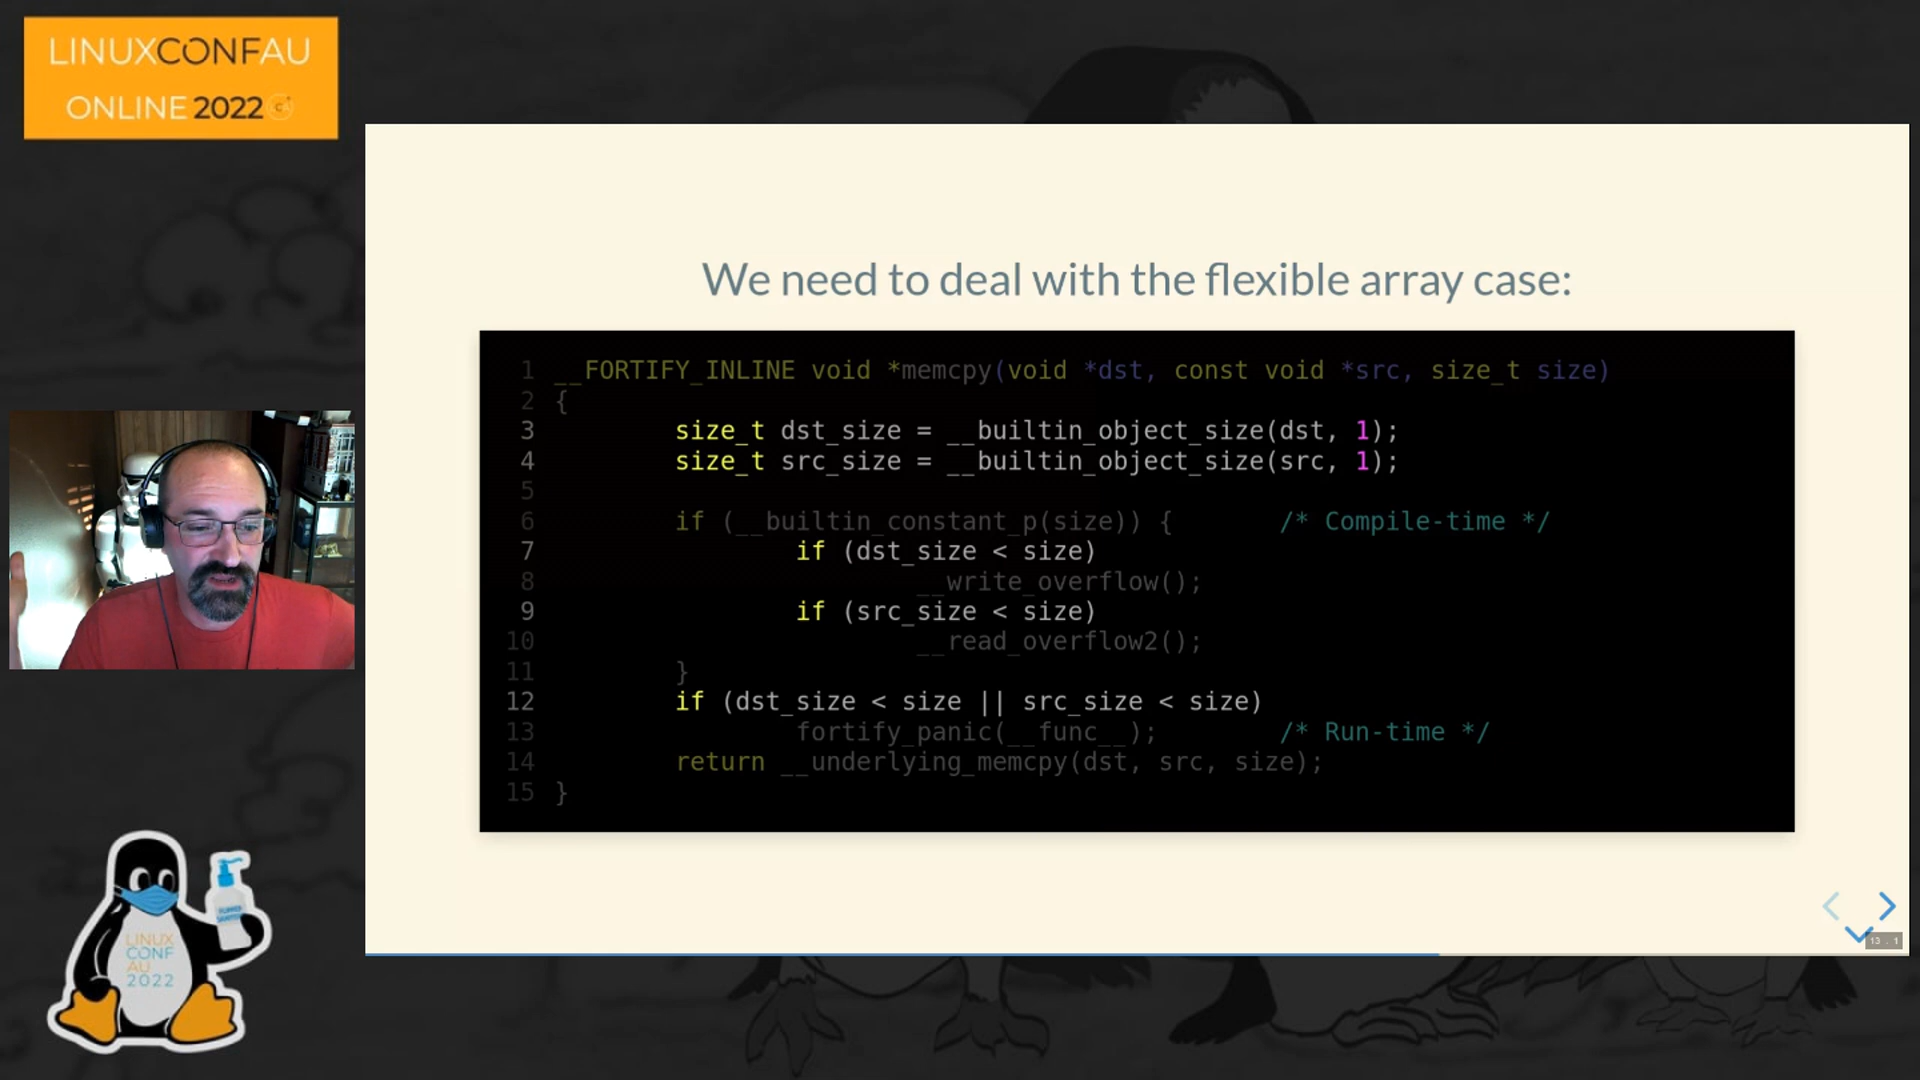 LINUXCONFAU
ONLINE 2022
We need to deal with the flexible array case:
1 __FORTIFY_INLINE void *memcpy(void *dst, const void *src, size_t size)
2 {
3 size_t dst_size = __builtin_object_size(dst, 1);
4 size_t src_size = __builtin_object_size(src, 1);
5
6 if (__builtin_constant_p(size)) { /* Compile-time */
7 if (dst_size < size)
8 __write_overflow();
9 if (src_size < size)
10 __read_overflow2();
11 }
12 if (dst_size < size || src_size < size)
13 fortify_panic(__func__); /* Run-time */
14 return __underlying_memcpy(dst, src, size);
15 }
LINUX
CONF
AU
2022
13 . 1